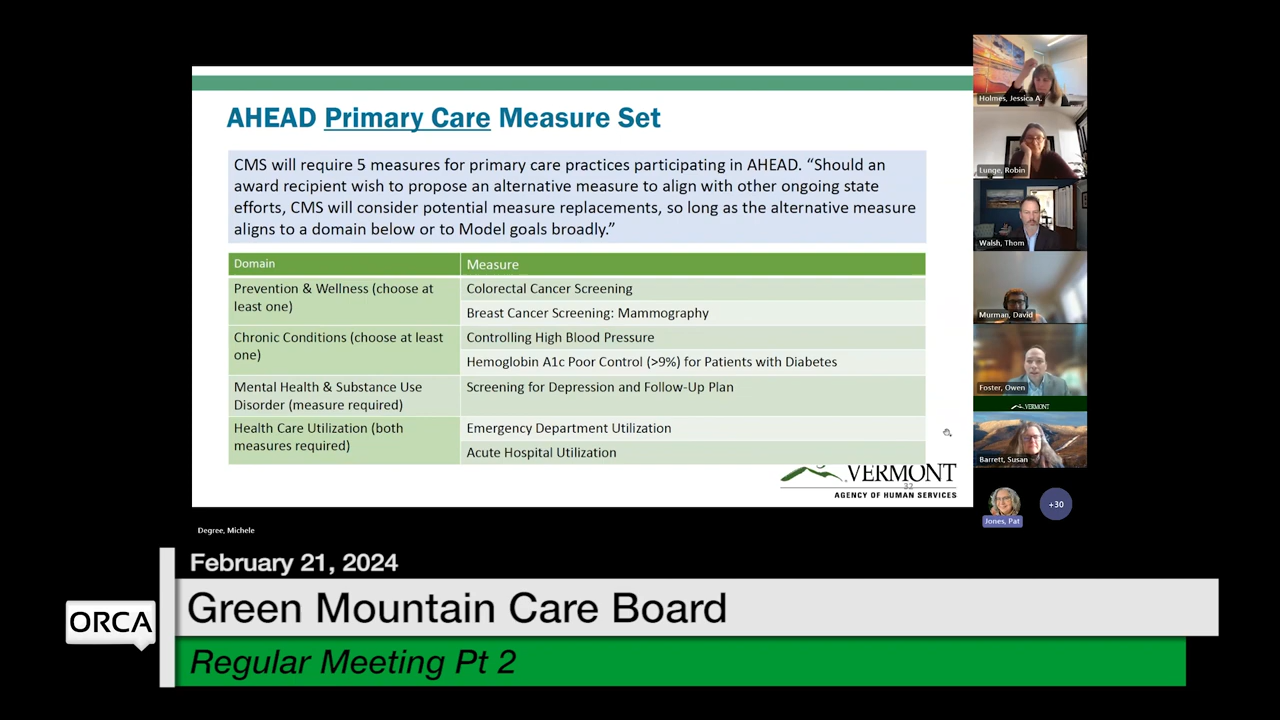 AHEAD Primary Care Measure Set
CMS will require 5 measures for primary care practices participating in AHEAD. “Should an
award recipient wish to propose an alternative measure to align with other ongoing state
efforts, CMS will consider potential measure replacements, so long as the alternative measure
aligns to a domain below or to Model goals broadly.”
Domain
Measure
Prevention & Wellness (choose at
least one)
Colorectal Cancer Screening
Breast Cancer Screening: Mammography
Chronic Conditions (choose at least
one)
Controlling High Blood Pressure
Hemoglobin A1c Poor Control (>9%) for Patients with Diabetes
Mental Health & Substance Use
Disorder (measure required)
Screening for Depression and Follow-Up Plan
Health Care Utilization (both
measures required)
Emergency Department Utilization
Acute Hospital Utilization
VERMONT
32
AGENCY OF HUMAN SERVICES
Holmes, Jessica A.
Lunge, Robin
Walsh, Thom
Murman, David
Foster, Owen
VERMONT
Barrett, Susan
Jones, Pat
+30
Degree, Michele
February 21, 2024
ORCA
Green Mountain Care Board
Regular Meeting Pt 2